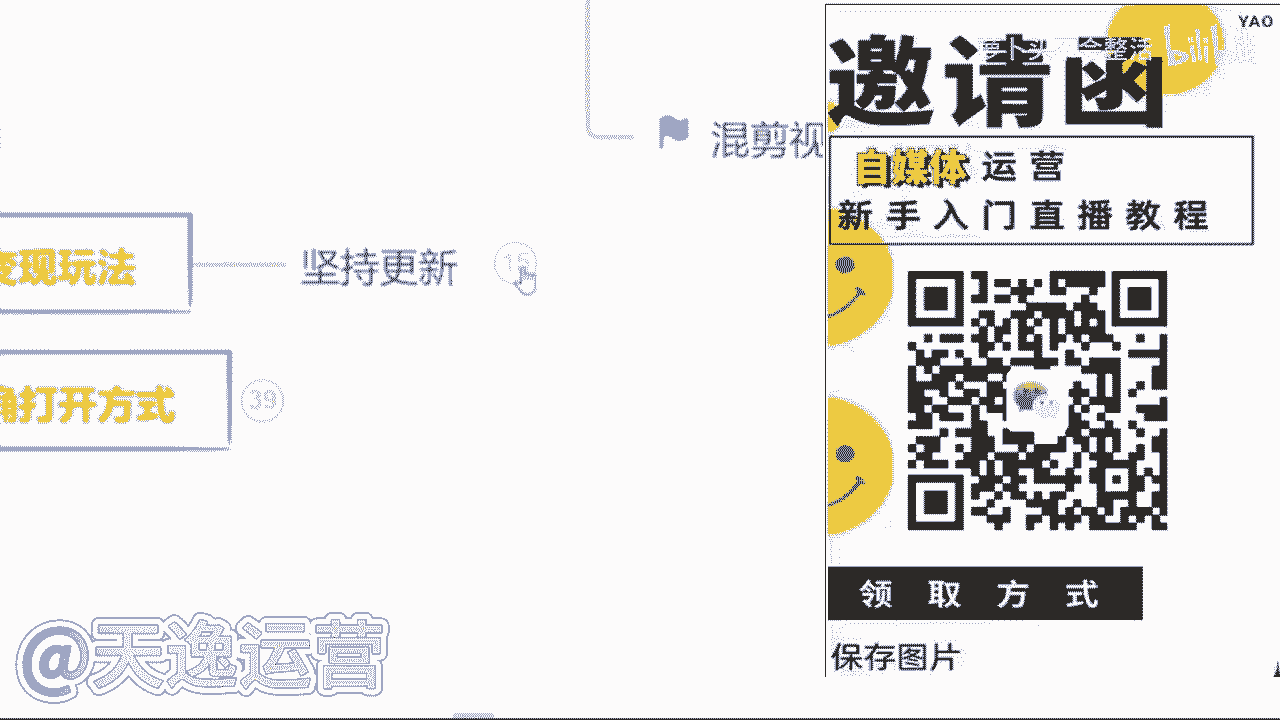 混剪视
变现玩法
坚持更新
15
打开方式
39
@天逸运营
YAO
邀请函
bilibili
自媒体运营
新手入门直播教程
领取方式
保存图片